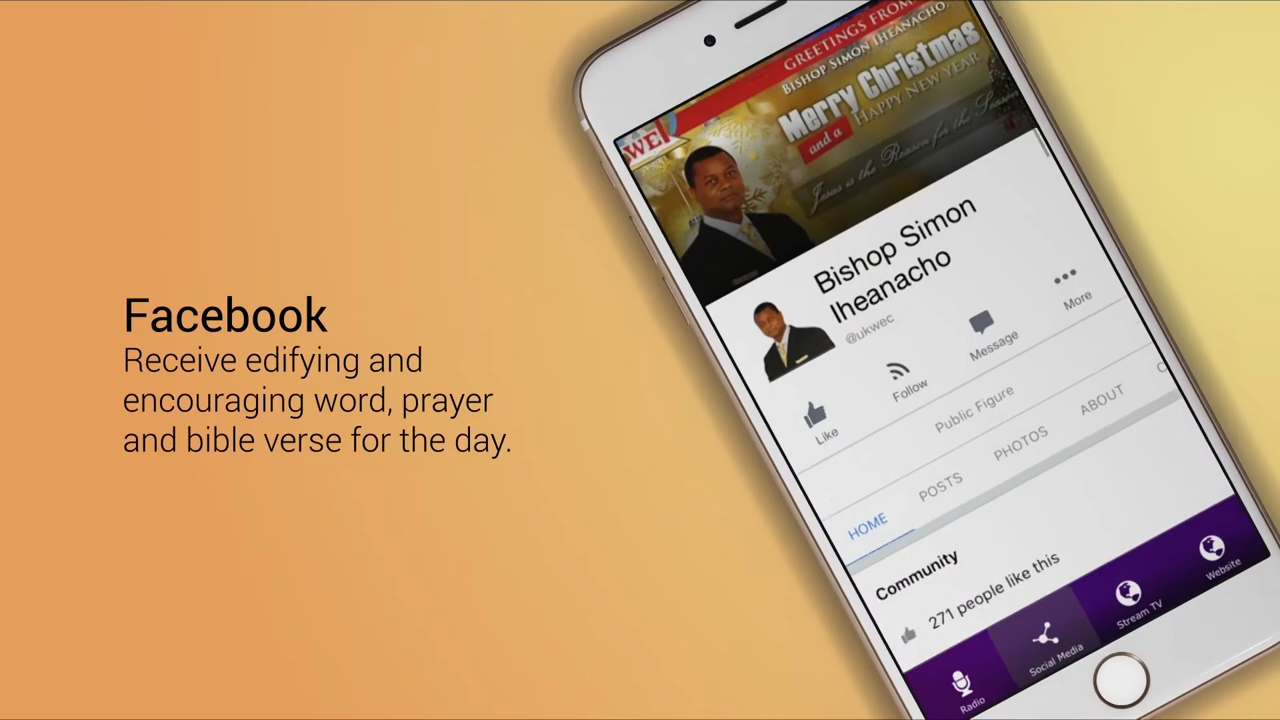 Facebook
Receive edifying and
encouraging word, prayer
and bible verse for the day.
GREETINGS FROM
BISHOP SIMON IHEANACHO
Merry Christmas
and a HAPPY NEW YEAR
Jesus is the Reason for the Season
WE
Bishop Simon
Iheanacho
@ukwec
Like
Follow
Message
More
Public Figure
HOME
POSTS
PHOTOS
ABOUT
Community
271 people like this
Radio
Social Media
Stream TV
Website